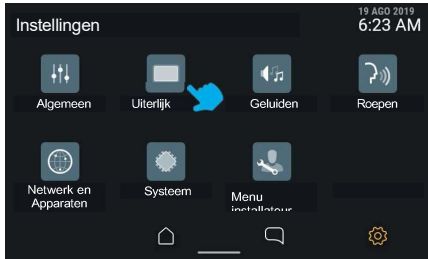 19 AGO 2019
Instellingen
6:23 AM
Algemeen
Uiterlijk
Geluiden
Roepen
Netwerk en
Apparaten
Systeem
Menu
installateur